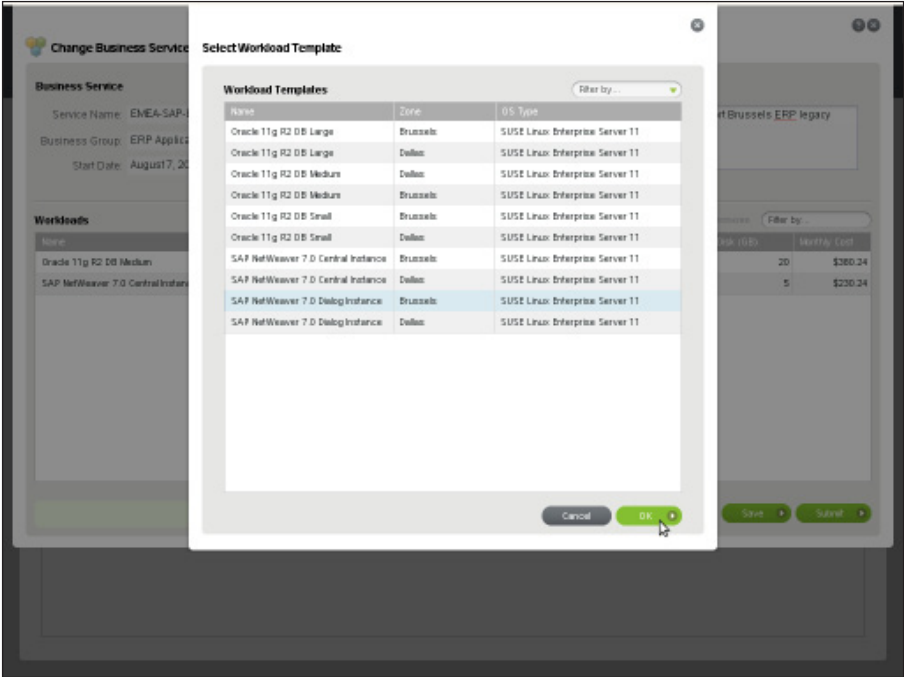 Change Business Service
Select Workload Template
Business Service
Service Name: EMEA-SAP-
Business Group: ERP Applica
Start Date: August 7, 20
rt Brussels ERP legacy
Workload Templates
Filter by...
Name Zone OS Type
Oracle 11g R2 DB Large Brussels SUSE Linux Enterprise Server 11
Oracle 11g R2 DB Large Dallas SUSE Linux Enterprise Server 11
Oracle 11g R2 DB Medium Dallas SUSE Linux Enterprise Server 11
Oracle 11g R2 DB Medium Brussels SUSE Linux Enterprise Server 11
Oracle 11g R2 DB Small Brussels SUSE Linux Enterprise Server 11
Oracle 11g R2 DB Small Dallas SUSE Linux Enterprise Server 11
SAP NetWeaver 7.0 Central Instance Brussels SUSE Linux Enterprise Server 11
SAP NetWeaver 7.0 Central Instance Dallas SUSE Linux Enterprise Server 11
SAP NetWeaver 7.0 Dialog Instance Brussels SUSE Linux Enterprise Server 11
SAP NetWeaver 7.0 Dialog Instance Dallas SUSE Linux Enterprise Server 11
Workloads
Filter by...
Name Disk (GB) Monthly Cost
Oracle 11g R2 DB Medium 20 $380.24
SAP NetWeaver 7.0 Central Instan 5 $230.24
Cancel OK
Save Submit